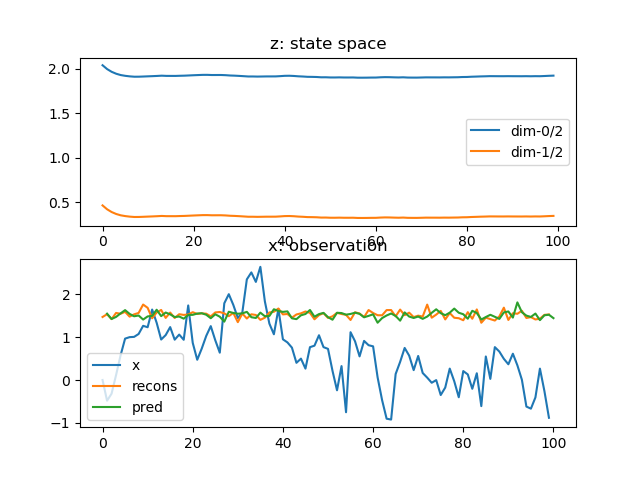 z: state space
2.0
1.5
1.0
0.5
dim-0/2
dim-1/2
0 20 40 60 80 100
x: observation
2
1
0
−1
x
recons
pred
0 20 40 60 80 100